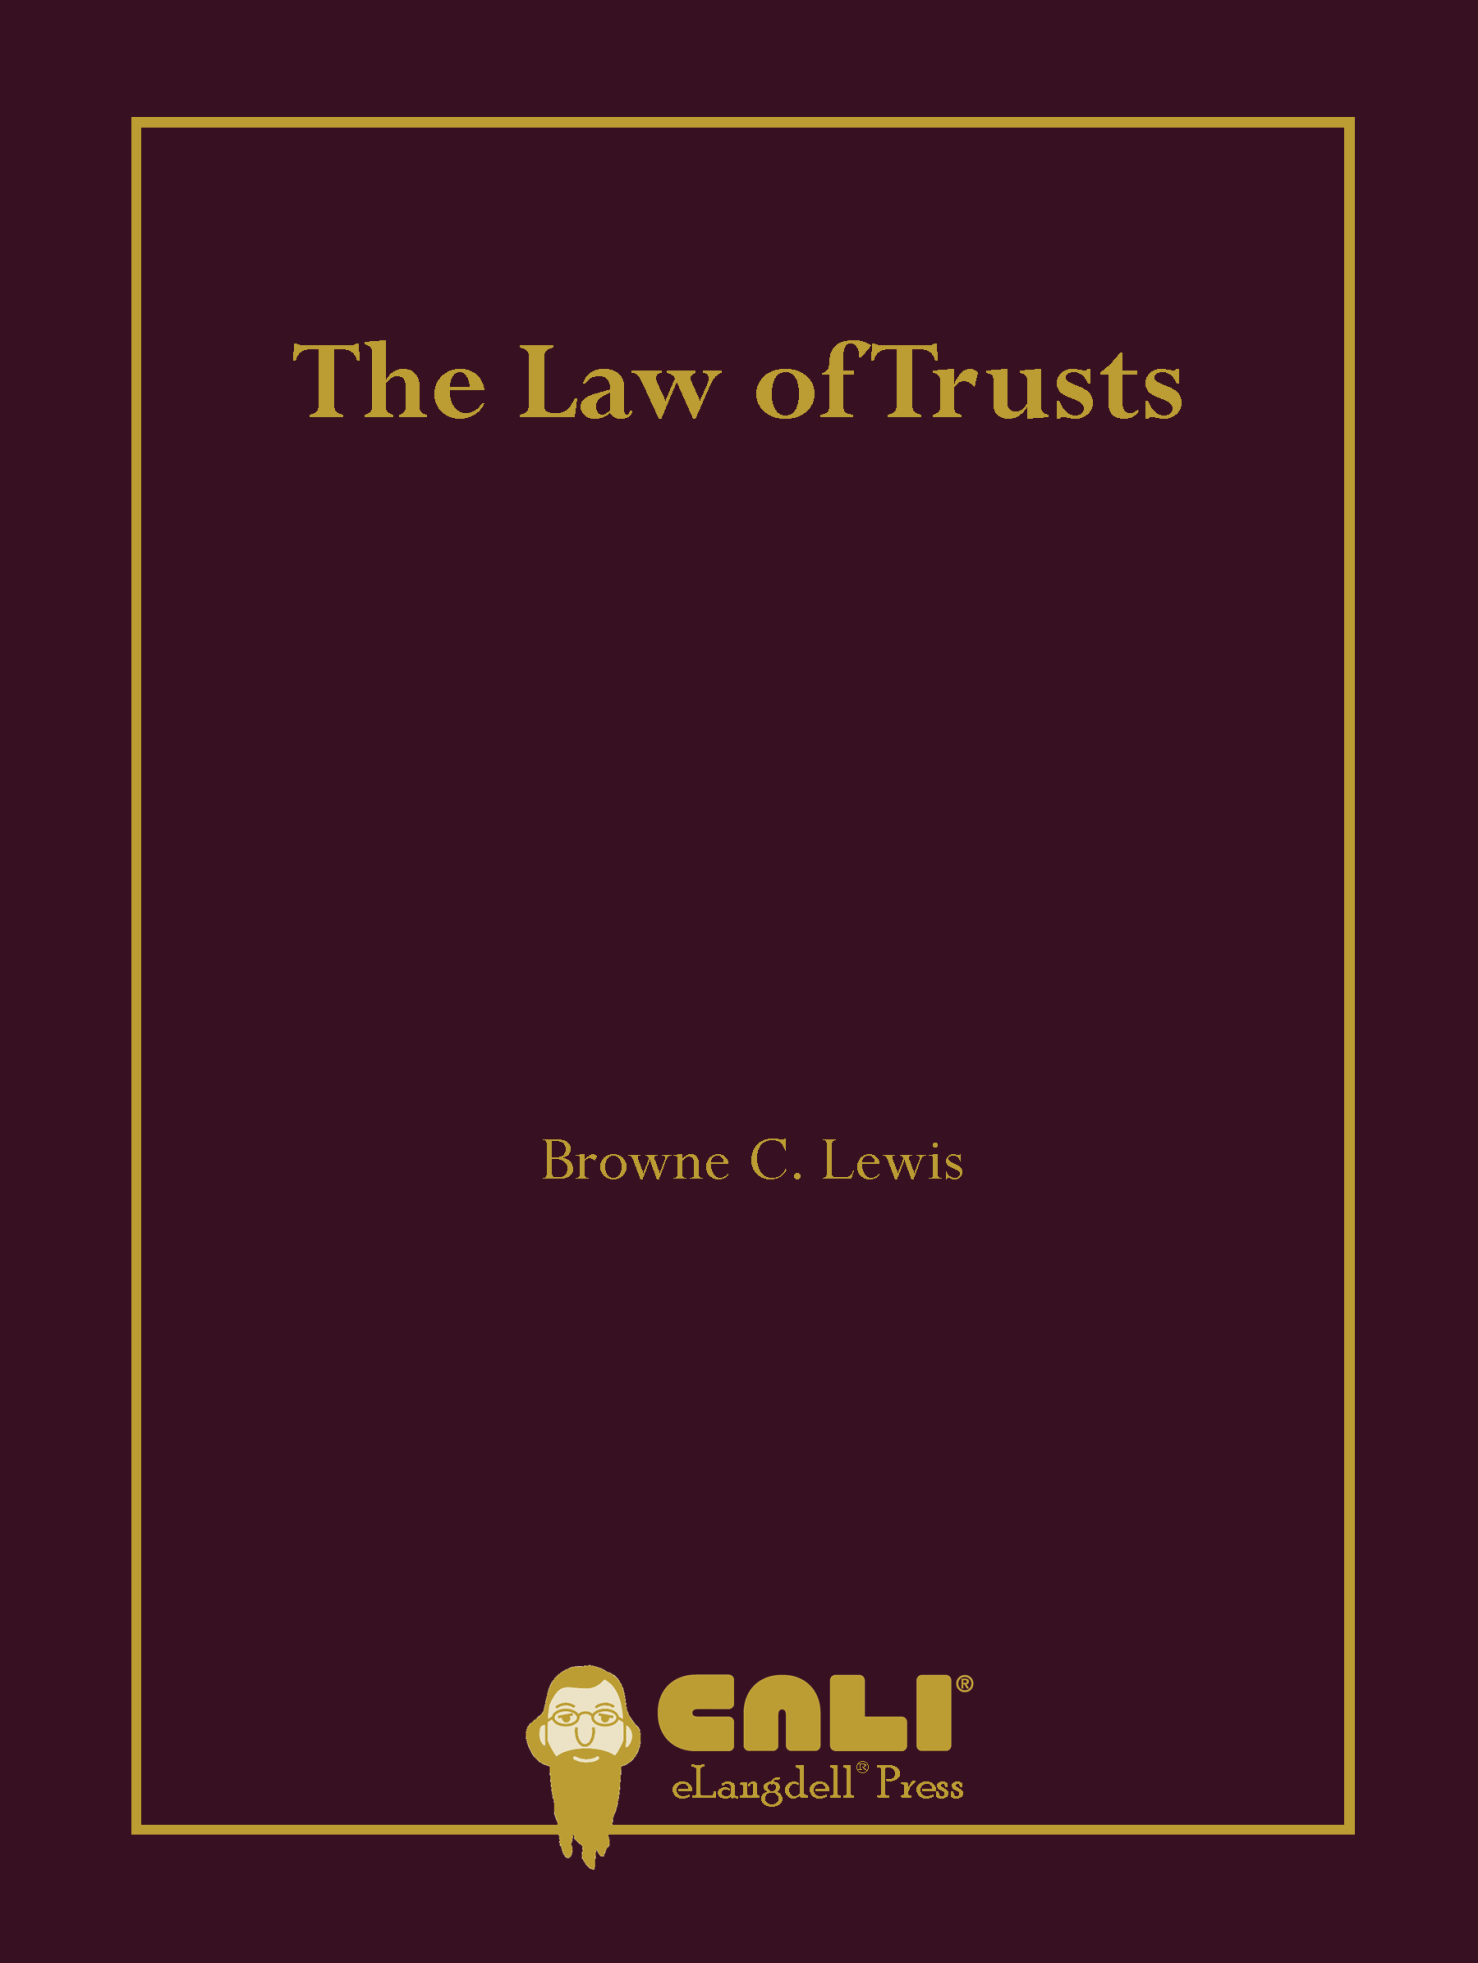 The Law of Trusts
Browne C. Lewis
CALI®
eLangdell® Press